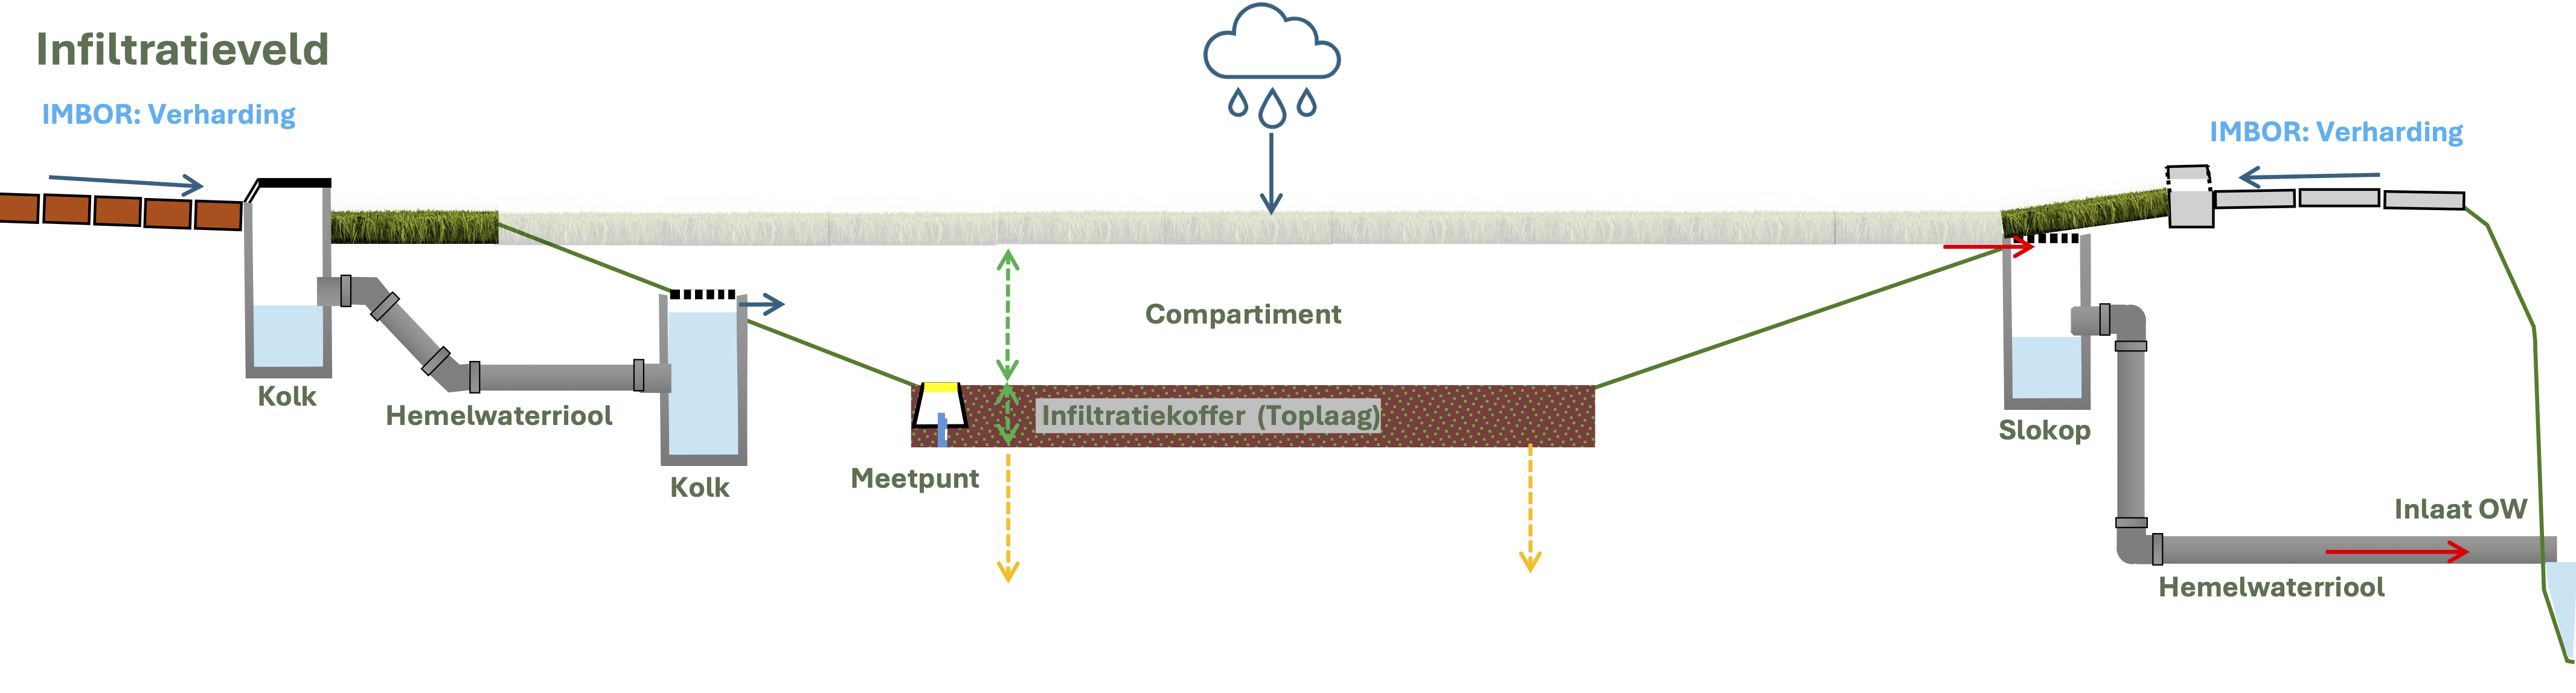 Infiltratieveld
IMBOR: Verharding
IMBOR: Verharding
Compartiment
Kolk
Hemelwaterriool
Infiltratiekoffer (Toplaag)
Slokop
Meetpunt
Kolk
Inlaat OW
Hemelwaterriool